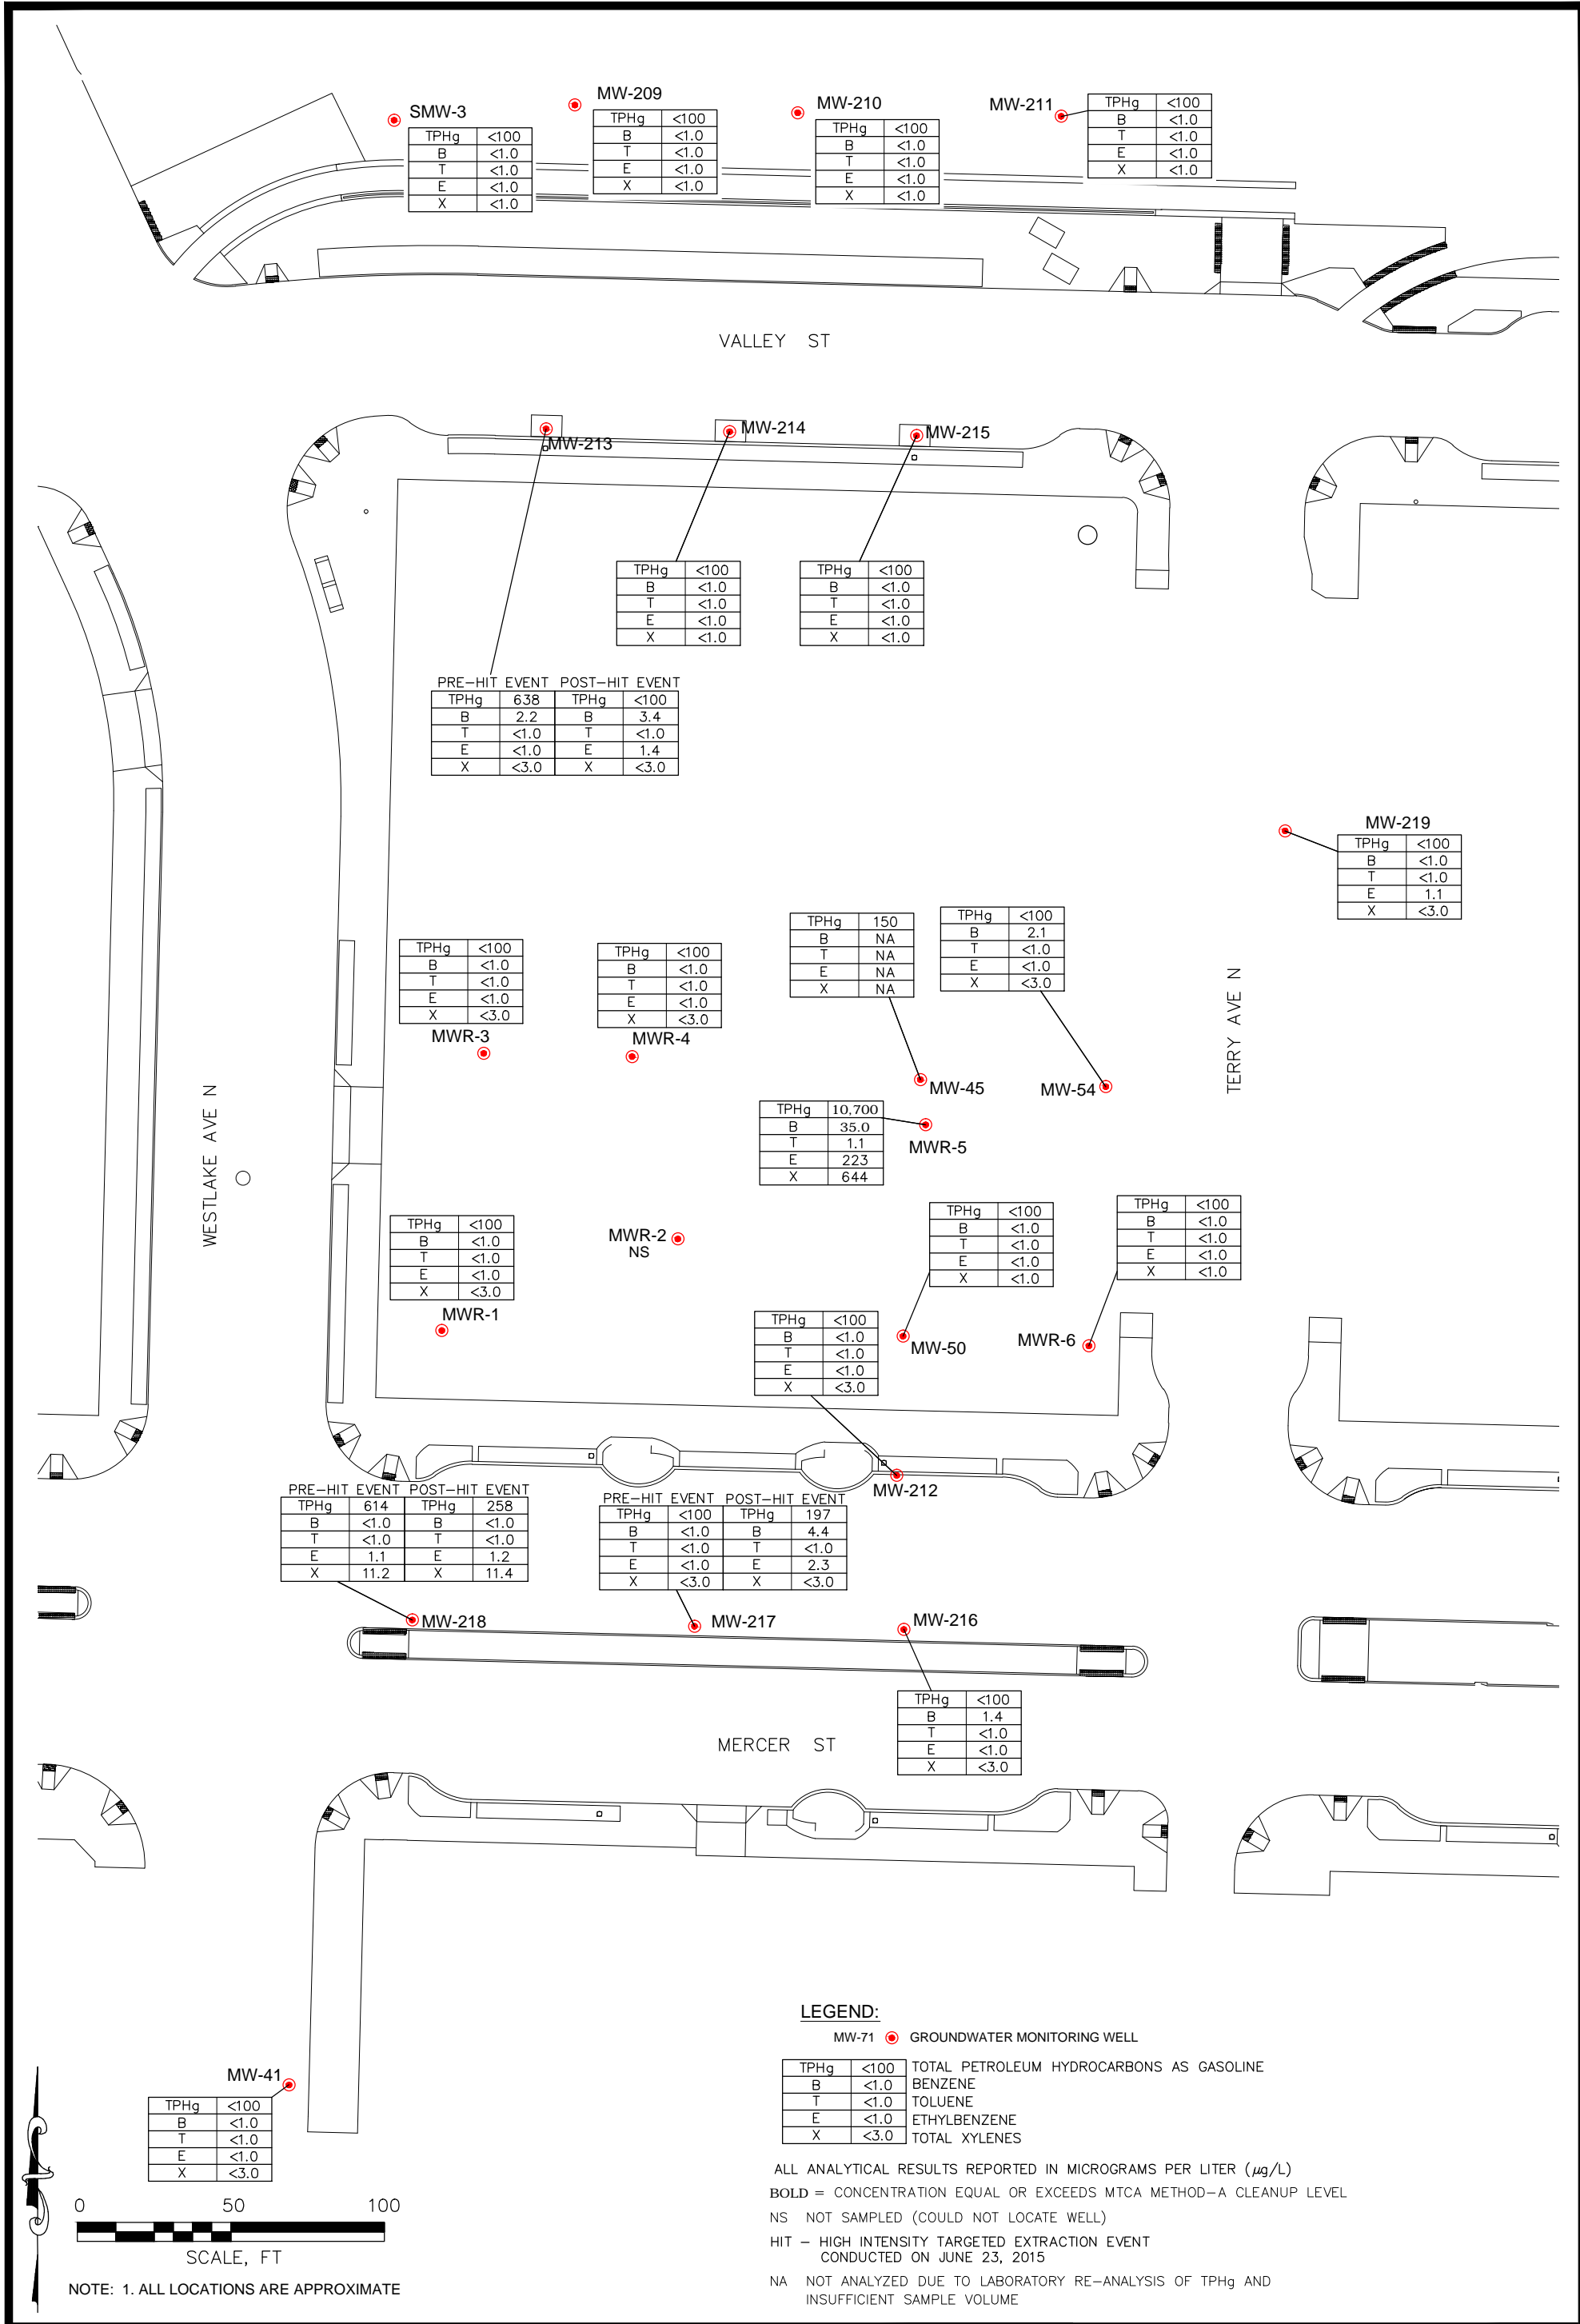 SMW-3
TPHg <100
B <1.0
T <1.0
E <1.0
X <1.0
MW-209
TPHg <100
B <1.0
T <1.0
E <1.0
X <1.0
MW-210
TPHg <100
B <1.0
T <1.0
E <1.0
X <1.0
MW-211
TPHg <100
B <1.0
T <1.0
E <1.0
X <1.0
VALLEY ST
MW-213
MW-214
MW-215
TPHg <100
B <1.0
T <1.0
E <1.0
X <1.0
TPHg <100
B <1.0
T <1.0
E <1.0
X <1.0
PRE-HIT EVENT POST-HIT EVENT
TPHg 638 TPHg <100
B 2.2 B 3.4
T <1.0 T <1.0
E <1.0 E 1.4
X <3.0 X <3.0
MW-219
TPHg <100
B <1.0
T <1.0
E 1.1
X <3.0
TPHg <100
B <1.0
T <1.0
E <1.0
X <3.0
MWR-3
TPHg <100
B <1.0
T <1.0
E <1.0
X <3.0
MWR-4
TPHg 150
B NA
T NA
E NA
X NA
MW-45
TPHg <100
B 2.1
T <1.0
E <1.0
X <3.0
MW-54
TERRY AVE N
WESTLAKE AVE N
TPHg 10,700
B 35.0
T 1.1
E 223
X 644
MWR-5
TPHg <100
B <1.0
T <1.0
E <1.0
X <3.0
MWR-1
MWR-2
NS
TPHg <100
B <1.0
T <1.0
E <1.0
X <1.0
MW-50
TPHg <100
B <1.0
T <1.0
E <1.0
X <1.0
MWR-6
TPHg <100
B <1.0
T <1.0
E <1.0
X <3.0
MW-212
PRE-HIT EVENT POST-HIT EVENT
TPHg 614 TPHg 258
B <1.0 B <1.0
T <1.0 T <1.0
E 1.1 E 1.2
X 11.2 X 11.4
MW-218
PRE-HIT EVENT POST-HIT EVENT
TPHg <100 TPHg 197
B <1.0 B 4.4
T <1.0 T <1.0
E <1.0 E 2.3
X <3.0 X <3.0
MW-217
MW-216
TPHg <100
B 1.4
T <1.0
E <1.0
X <3.0
MERCER ST
MW-41
TPHg <100
B <1.0
T <1.0
E <1.0
X <3.0
0 50 100
SCALE, FT
NOTE: 1. ALL LOCATIONS ARE APPROXIMATE
LEGEND:
MW-71 GROUNDWATER MONITORING WELL
TPHg <100 TOTAL PETROLEUM HYDROCARBONS AS GASOLINE
B <1.0 BENZENE
T <1.0 TOLUENE
E <1.0 ETHYLBENZENE
X <3.0 TOTAL XYLENES
ALL ANALYTICAL RESULTS REPORTED IN MICROGRAMS PER LITER (µg/L)
BOLD = CONCENTRATION EQUAL OR EXCEEDS MTCA METHOD-A CLEANUP LEVEL
NS NOT SAMPLED (COULD NOT LOCATE WELL)
HIT - HIGH INTENSITY TARGETED EXTRACTION EVENT
CONDUCTED ON JUNE 23, 2015
NA NOT ANALYZED DUE TO LABORATORY RE-ANALYSIS OF TPHg AND
INSUFFICIENT SAMPLE VOLUME